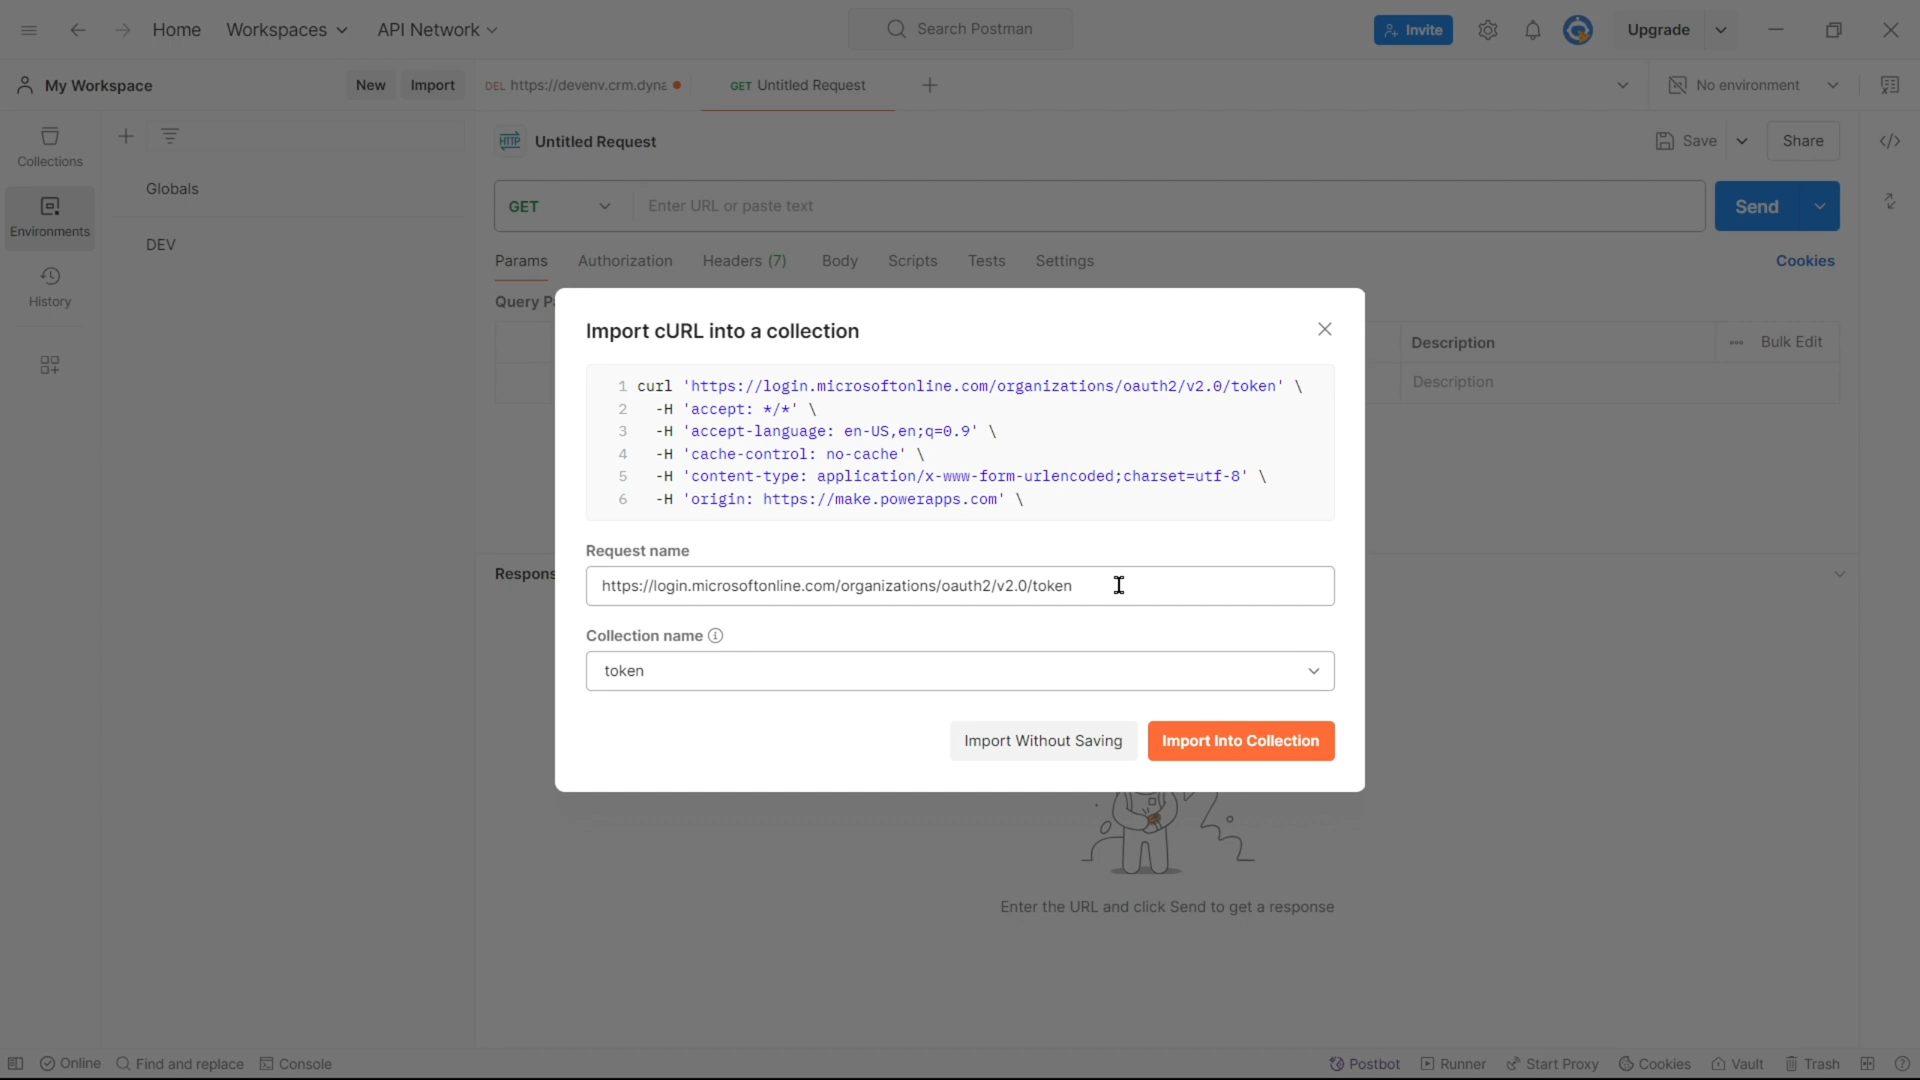 Home Workspaces API Network Search Postman Invite Upgrade
My Workspace New Import DEL https://devenv.crm.dyna GET Untitled Request No environment
Collections
Environments
History
Globals
DEV
HTTP Untitled Request Save Share
GET Enter URL or paste text Send
Params Authorization Headers (7) Body Scripts Tests Settings Cookies
Query P
Description Bulk Edit
Description
Import cURL into a collection
1 curl 'https://login.microsoftonline.com/organizations/oauth2/v2.0/token' \
2 -H 'accept: */*' \
3 -H 'accept-language: en-US,en;q=0.9' \
4 -H 'cache-control: no-cache' \
5 -H 'content-type: application/x-www-form-urlencoded;charset=utf-8' \
6 -H 'origin: https://make.powerapps.com' \
Request name
https://login.microsoftonline.com/organizations/oauth2/v2.0/token
Collection name
token
Import Without Saving Import Into Collection
Respons
Enter the URL and click Send to get a response
Online Find and replace Console Postbot Runner Start Proxy Cookies Vault Trash